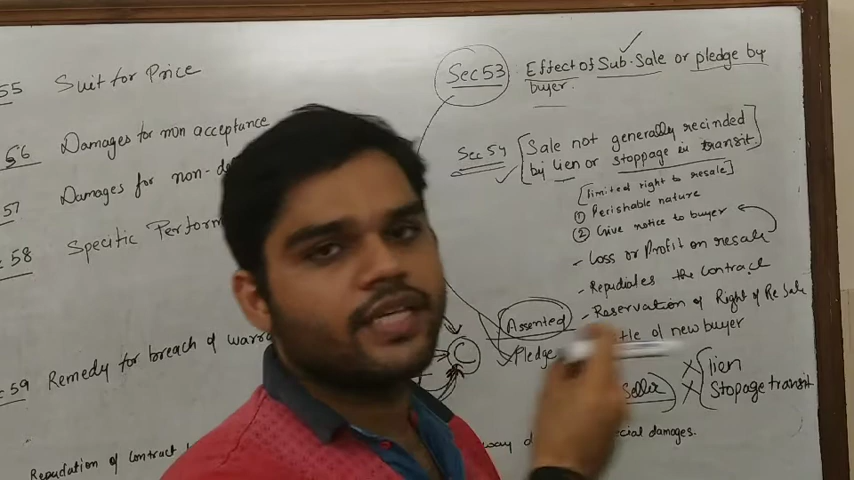 55 Suit for Price
56 Damages for non acceptance
57 Damages for non-d
58 Specific Perform
59 Remedy for breach of warra
Repudation of contract
Sec 53 Effect of Sub-Sale or pledge by
buyer.
Sec 54 [Sale not generally recinded
by lien or stoppage in transit.]
[limited right to resale]
① Perishable nature
② Give notice to buyer
- Loss or Profit on resale
- Repudiates the contract
- Reservation of Right of Re Sale
tle of new buyer
Assented
Pledge
C
Seller
lien
Stopage transit
way d
ecial damages.